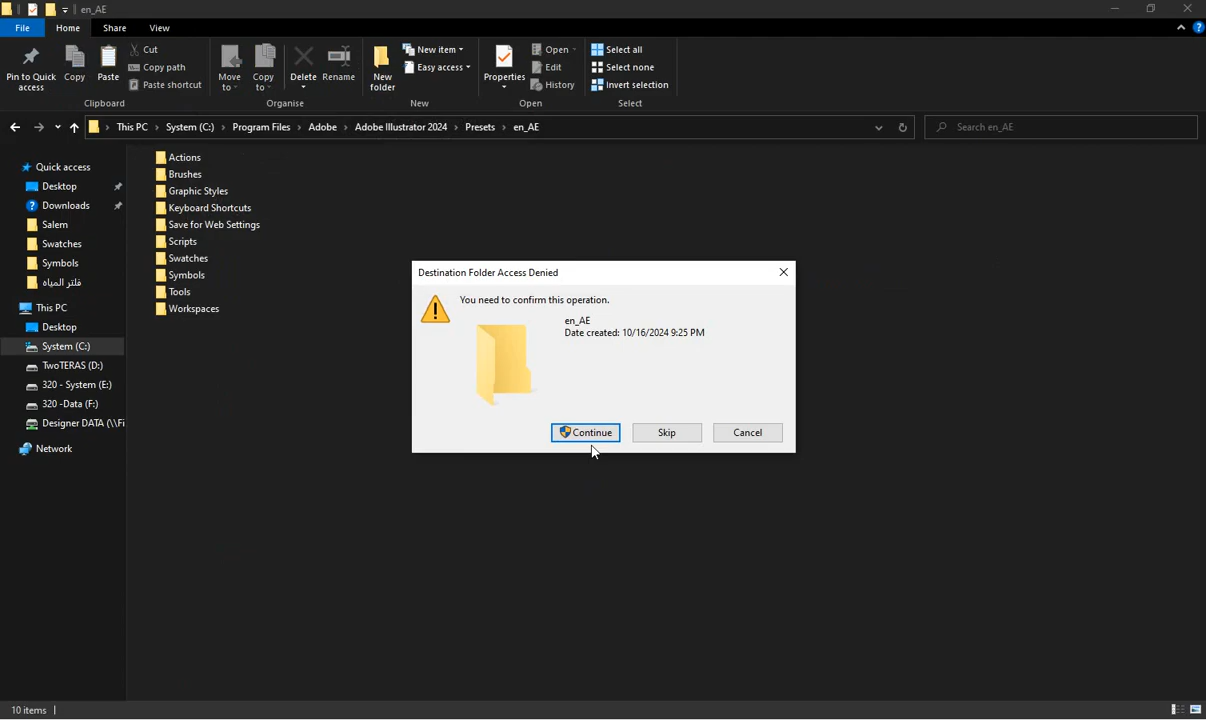 en_AE
File Home Share View
Pin to Quick access
Copy
Paste
Cut
Copy path
Paste shortcut
Clipboard
Move to
Copy to
Delete
Rename
Organise
New folder
New item
Easy access
New
Properties
Open
Edit
History
Open
Select all
Select none
Invert selection
Select
This PC > System (C:) > Program Files > Adobe > Adobe Illustrator 2024 > Presets > en_AE
Search en_AE
Quick access
Desktop
Downloads
Salem
Swatches
Symbols
فلتر المياه
This PC
Desktop
System (C:)
TwoTERAS (D:)
320 - System (E:)
320 -Data (F:)
Designer DATA (\\Fi
Network
Actions
Brushes
Graphic Styles
Keyboard Shortcuts
Save for Web Settings
Scripts
Swatches
Symbols
Tools
Workspaces
Destination Folder Access Denied
You need to confirm this operation.
en_AE
Date created: 10/16/2024 9:25 PM
Continue Skip Cancel
10 items